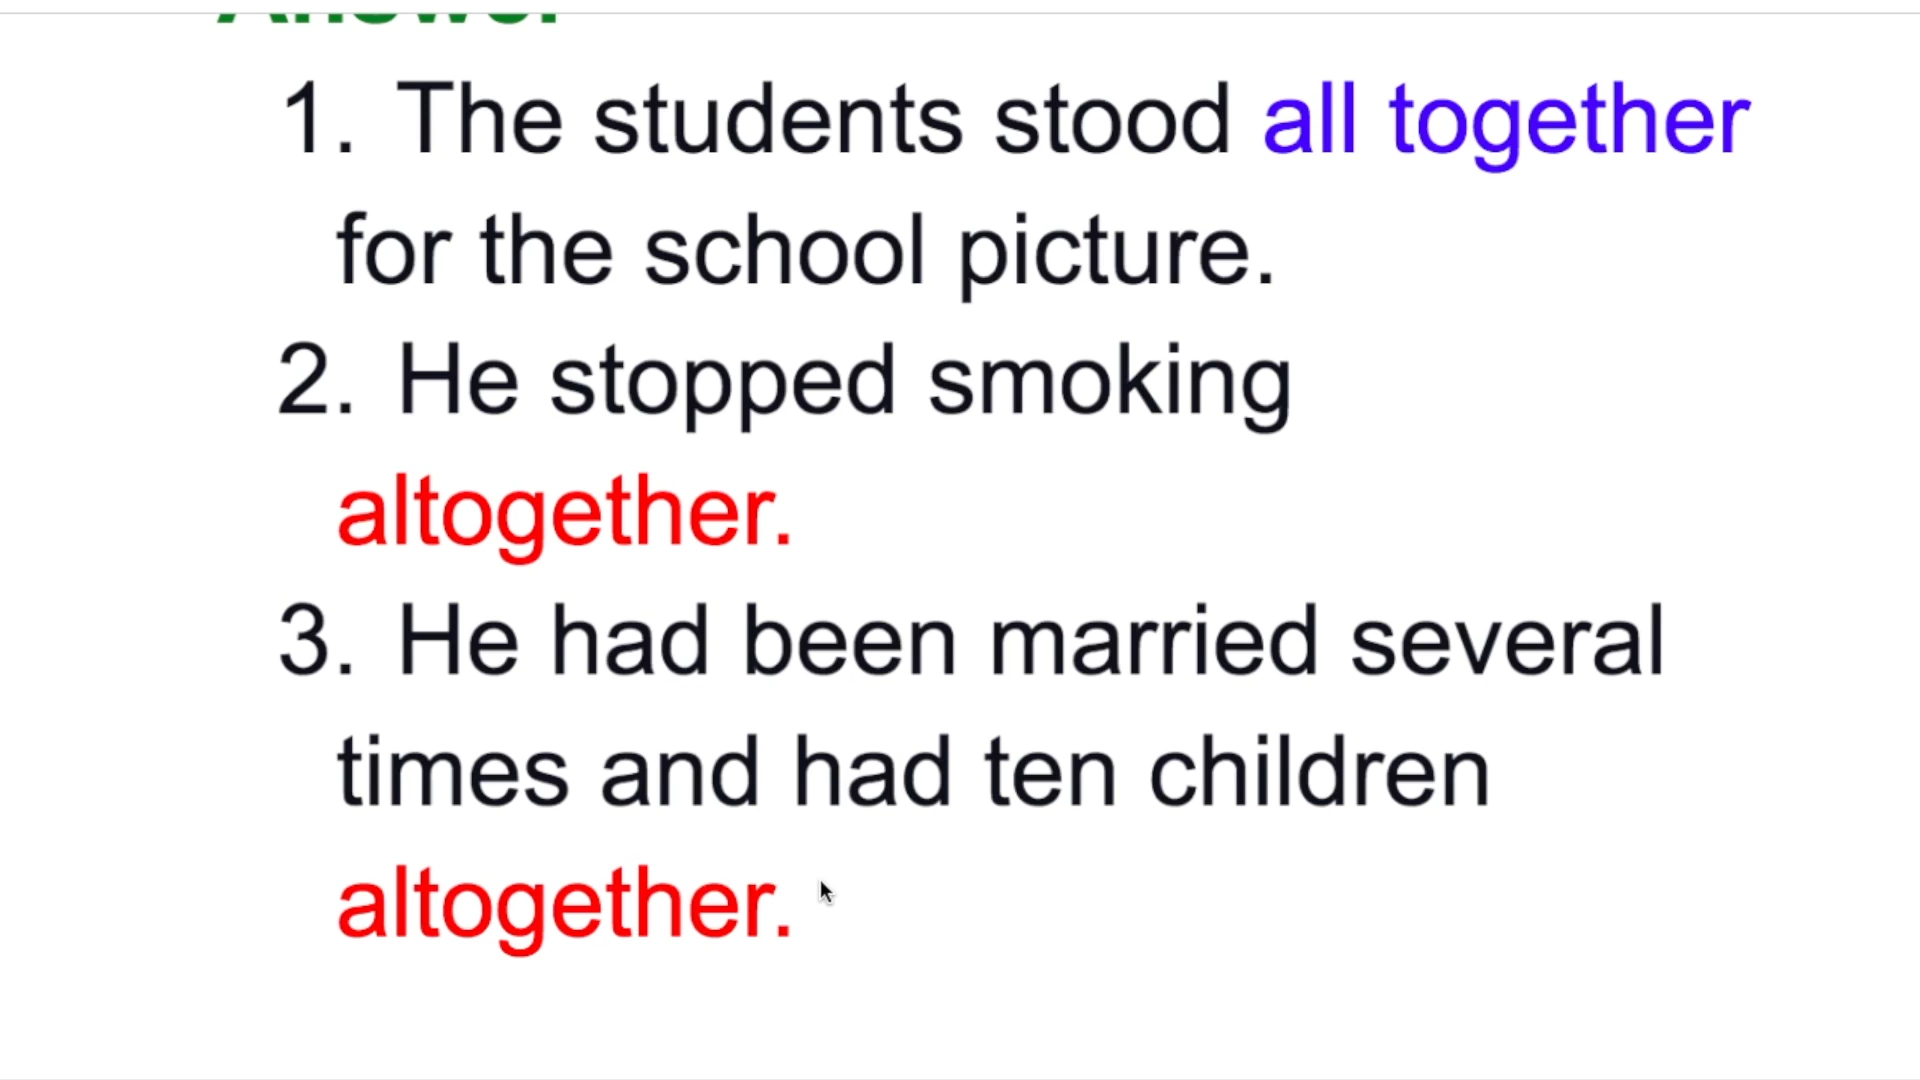 Answer
1. The students stood all together
for the school picture.
2. He stopped smoking
altogether.
3. He had been married several
times and had ten children
altogether.